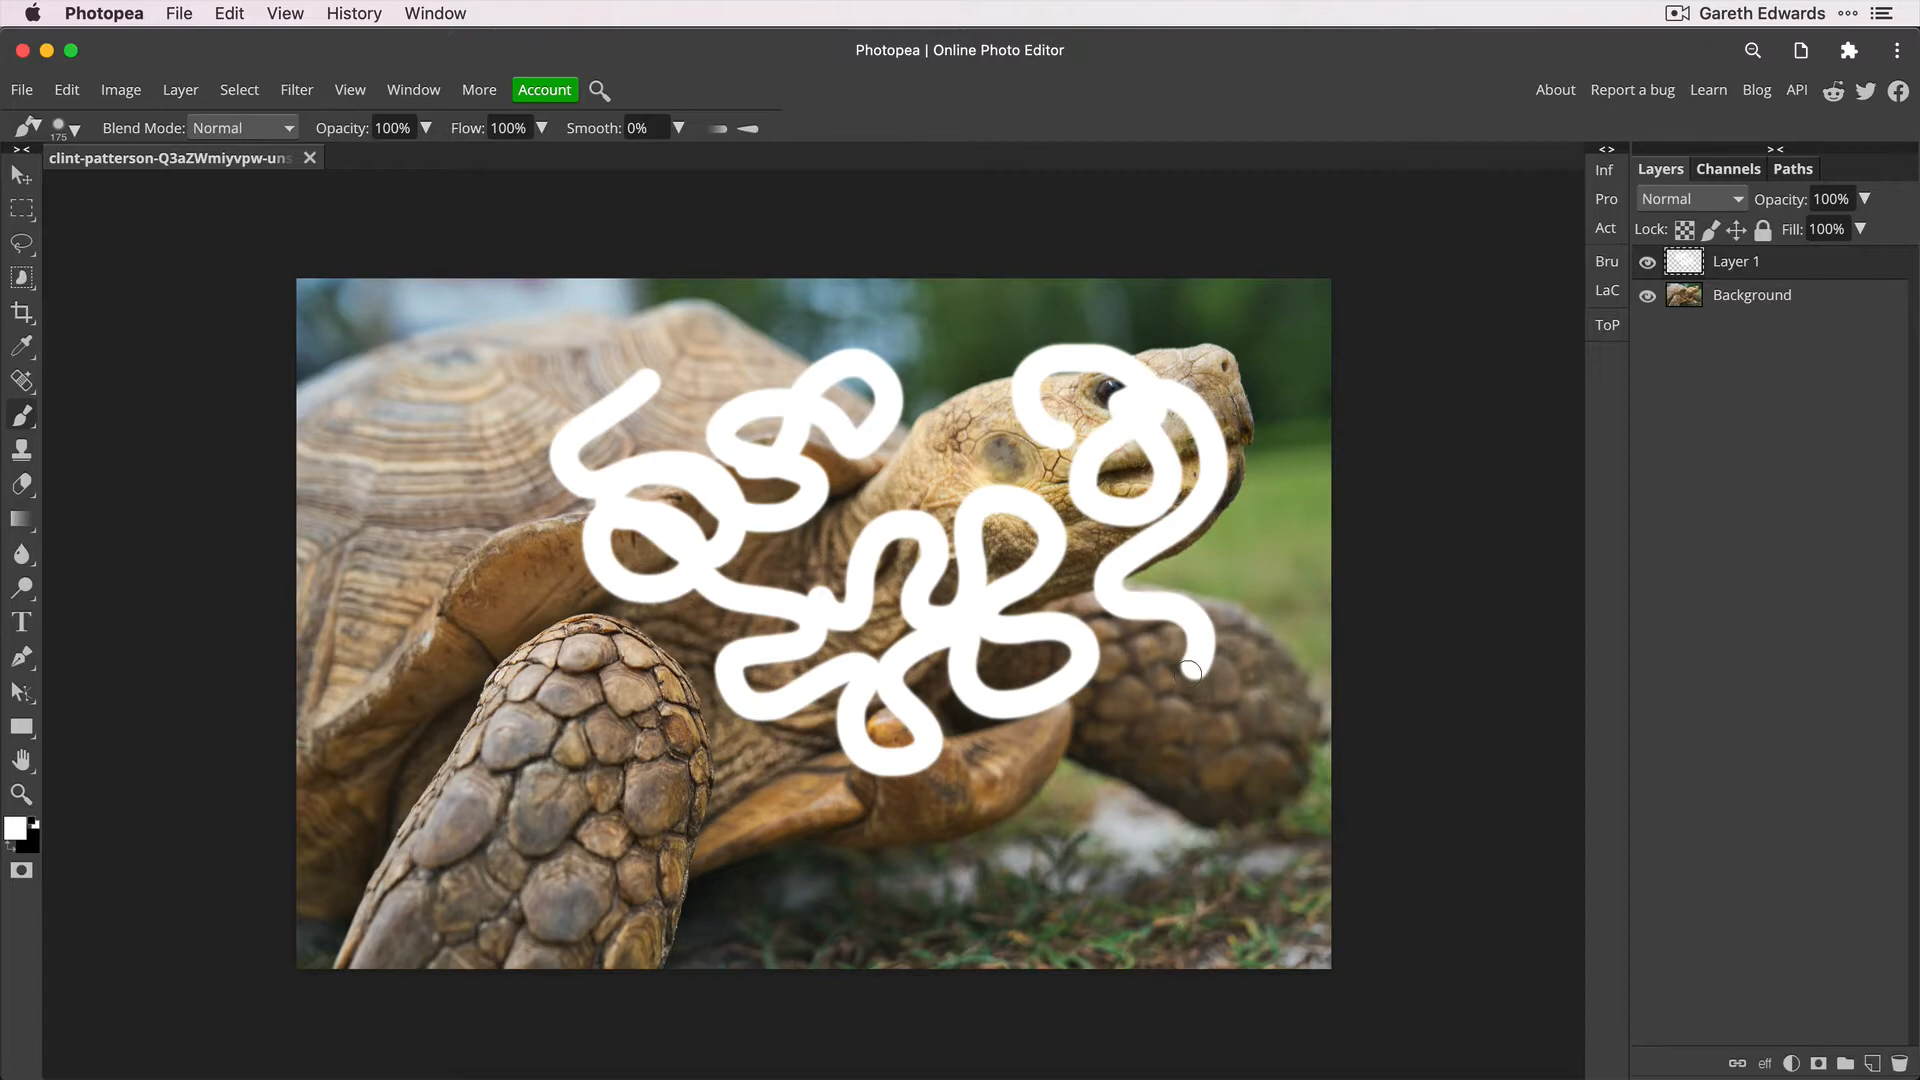 Photopea File Edit View History Window Gareth Edwards
Photopea | Online Photo Editor
File Edit Image Layer Select Filter View Window More Account About Report a bug Learn Blog API
175 Blend Mode: Normal Opacity: 100% Flow: 100% Smooth: 0%
> < < > > <
clint-patterson-Q3aZWmiyvpw-uns
Inf Layers Channels Paths
Pro Normal Opacity: 100%
Act Lock: Fill: 100%
Bru Layer 1
LaC Background
ToP
T
eff